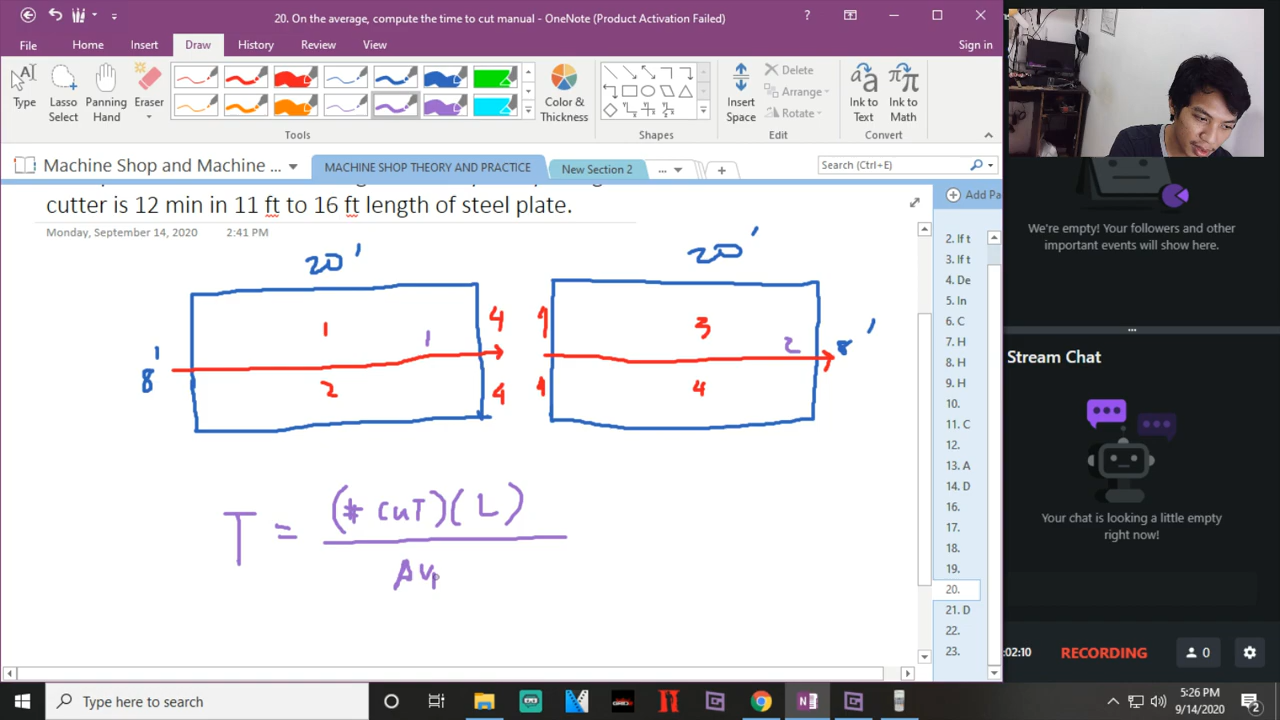 20. On the average, compute the time to cut manual - OneNote (Product Activation Failed)
?
File
Home
Insert
Draw
History
Review
View
Sign in
Type
Lasso Select
Panning Hand
Eraser
Color & Thickness
Insert Space
Delete
Arrange
Rotate
Ink to Text
Ink to Math
Tools
Shapes
Edit
Convert
Machine Shop and Machine ...
MACHINE SHOP THEORY AND PRACTICE
New Section 2
...
Search (Ctrl+E)
Add Pa
cutter is 12 min in 11 ft to 16 ft length of steel plate.
Monday, September 14, 2020 2:41 PM
20' 20'
1 1 4 4 3 2
8' 2 4 4 4 8'
T = (# CUT)(L)
AV
2. If t
3. If t
4. De
5. In
6. C
7. H
8. H
9. H
10.
11. C
12.
13. A
14. D
16.
17.
18.
19.
20.
21. D
22.
23.
We're empty! Your followers and other important events will show here.
...
Stream Chat
Your chat is looking a little empty right now!
:02:10
RECORDING
0
Type here to search
5:26 PM
9/14/2020
2